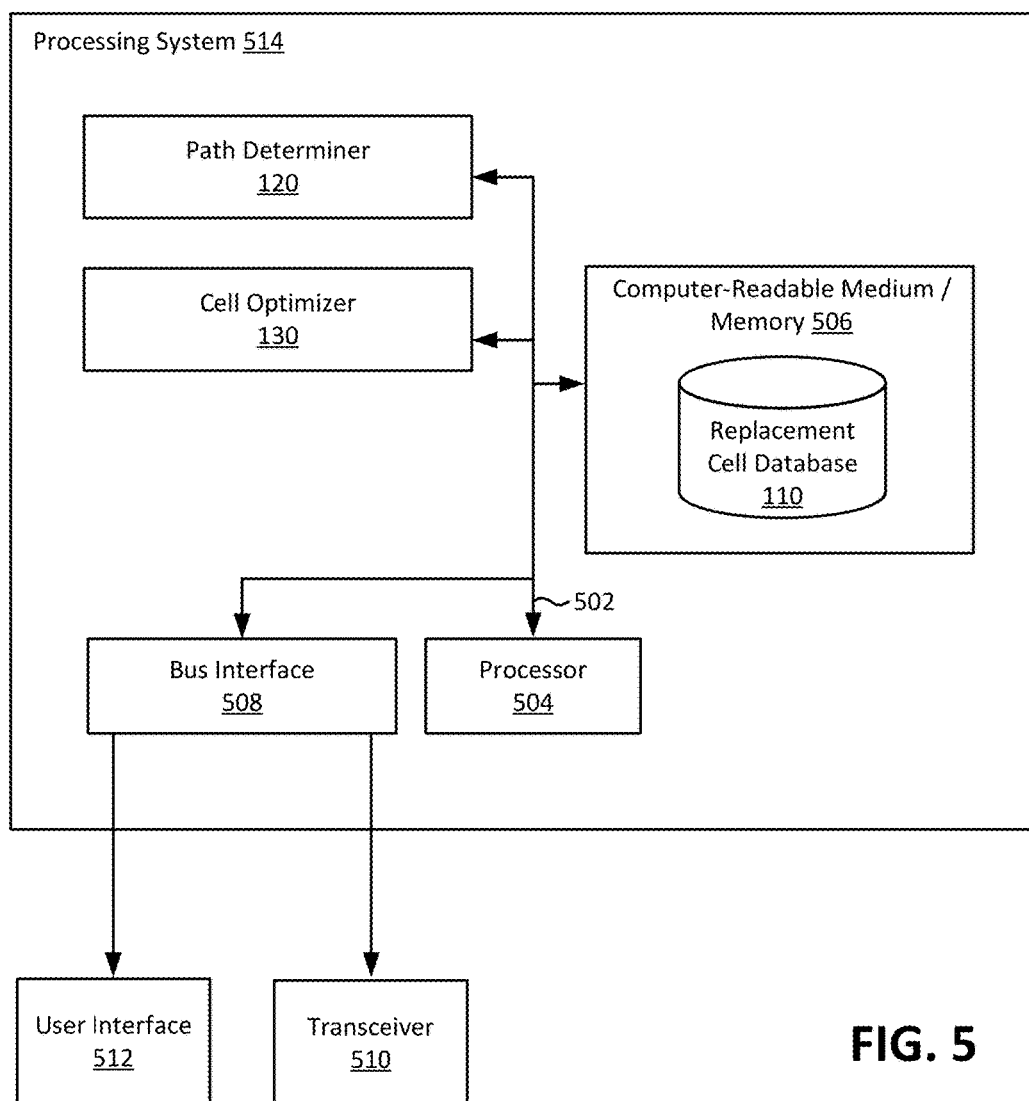 Processing System 514
Path Determiner
120
Cell Optimizer
130
Computer-Readable Medium /
Memory 506
Replacement
Cell Database
110
502
Bus Interface
508
Processor
504
User Interface
512
Transceiver
510
FIG. 5